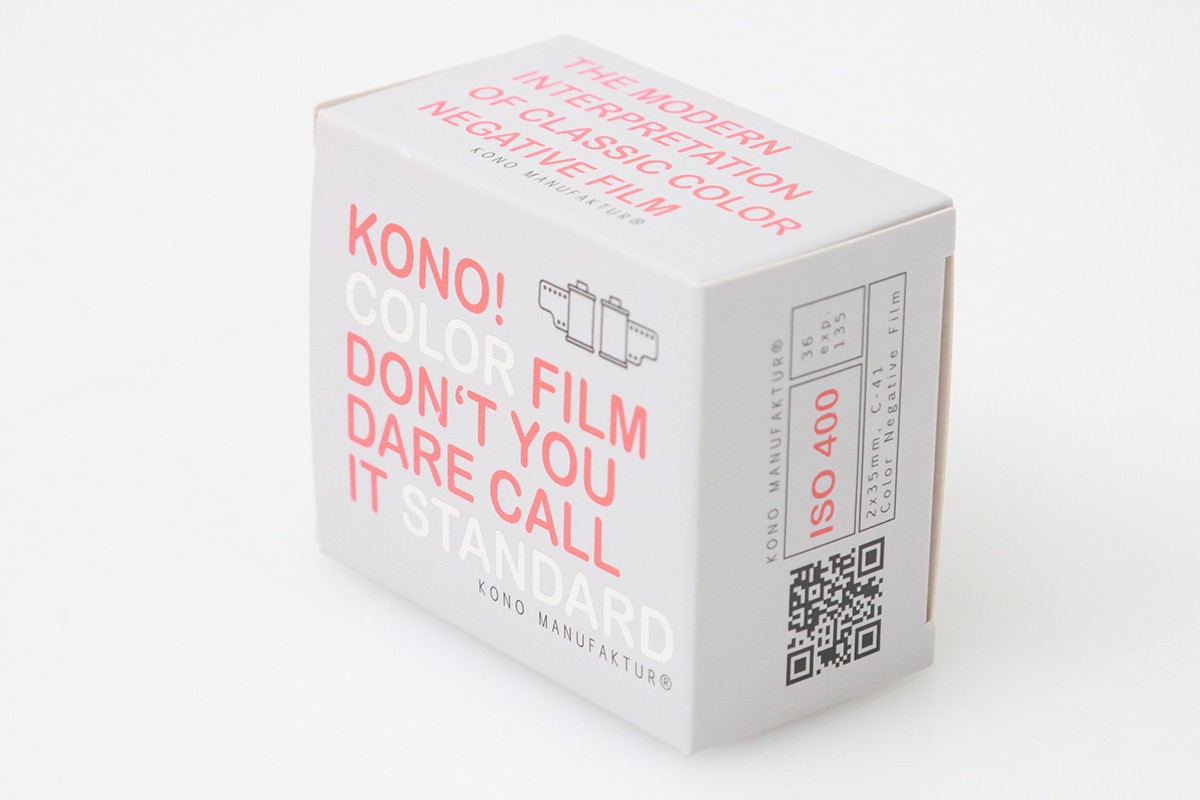 THE MODERN
INTERPRETATION
OF CLASSIC COLOR
NEGATIVE FILM
KONO MANUFAKTUR®
KONO!
COLOR FILM
DON‘T YOU
DARE CALL
IT STANDARD
KONO MANUFAKTUR®
KONO MANUFAKTUR®
ISO 400
36
exp.
135
2x35mm, C-41
Color Negative Film